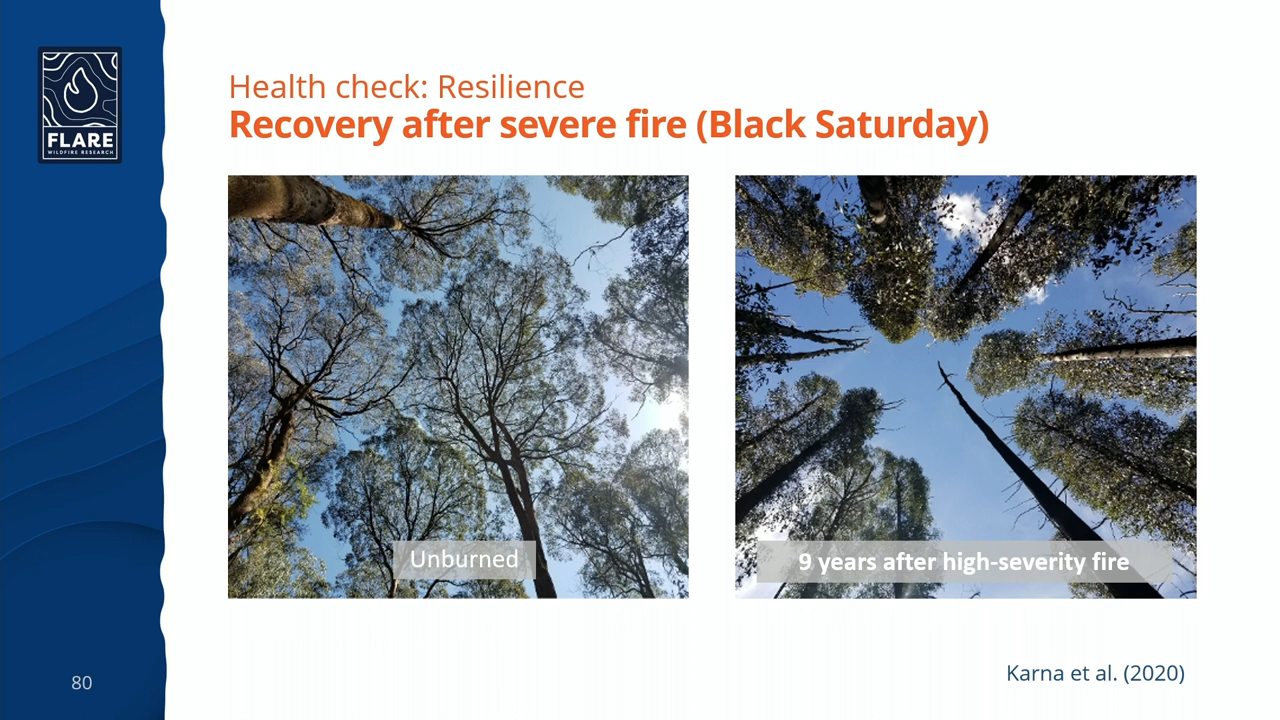 FLARE
WILDFIRE RESEARCH
Health check: Resilience
Recovery after severe fire (Black Saturday)
Unburned
9 years after high-severity fire
Karna et al. (2020)
80